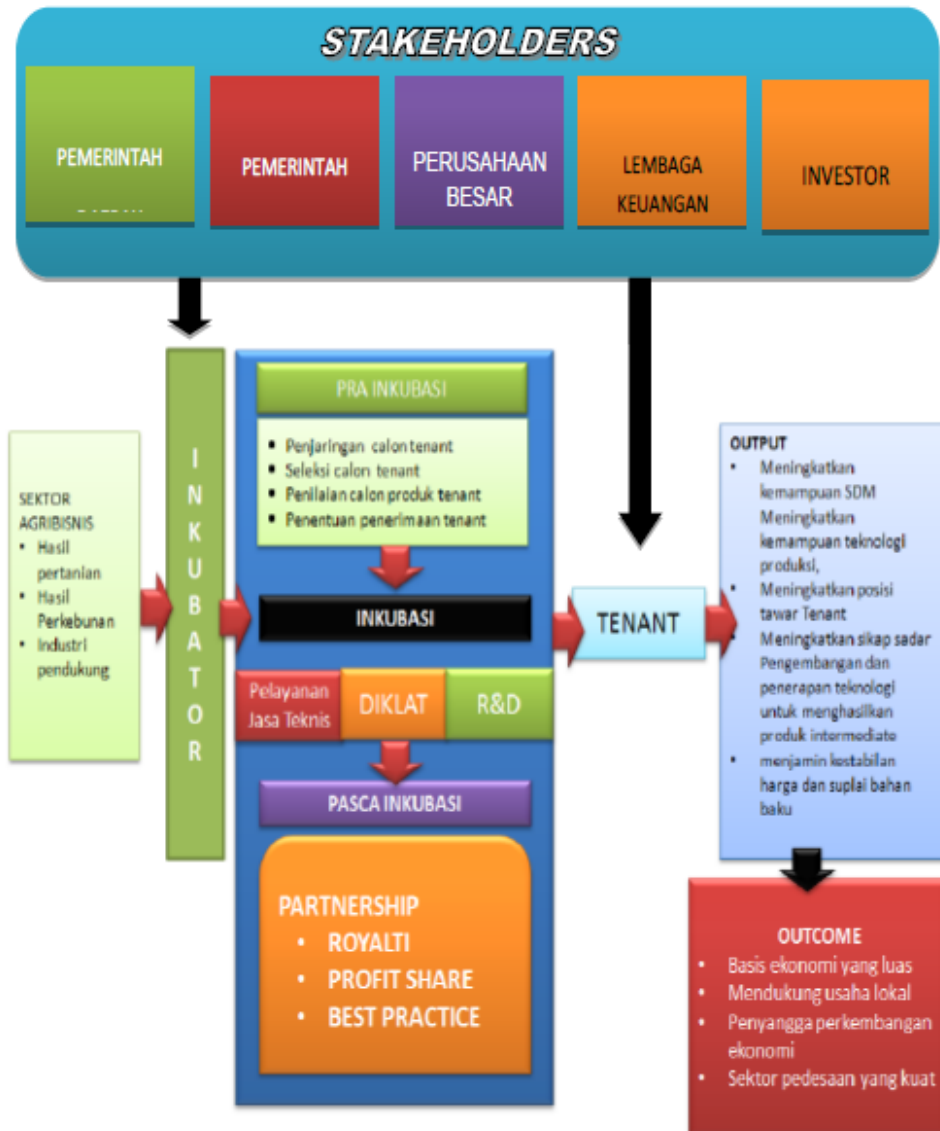 STAKEHOLDERS
PEMERINTAH
PEMERINTAH
PERUSAHAAN
BESAR
LEMBAGA
KEUANGAN
INVESTOR
SEKTOR
AGRIBISNIS
• Hasil
pertanian
• Hasil
Perkebunan
• Industri
pendukung
I
N
K
U
B
A
T
O
R
PRA INKUBASI
▪ Penjaringan calon tenant
▪ Seleksi calon tenant
▪ Penilaian calon produk tenant
▪ Penentuan penerimaan tenant
INKUBASI
Pelayanan
Jasa Teknis
DIKLAT
R&D
PASCA INKUBASI
PARTNERSHIP
• ROYALTI
• PROFIT SHARE
• BEST PRACTICE
TENANT
OUTPUT
• Meningkatkan
kemampuan SDM
Meningkatkan
kemampuan teknologi
produksi,
• Meningkatkan posisi
tawar Tenant
• Meningkatkan sikap sadar
Pengembangan dan
penerapan teknologi
untuk menghasilkan
produk intermediate
• menjamin kestabilan
harga dan suplai bahan
baku
OUTCOME
• Basis ekonomi yang luas
• Mendukung usaha lokal
• Penyangga perkembangan
ekonomi
• Sektor pedesaan yang kuat